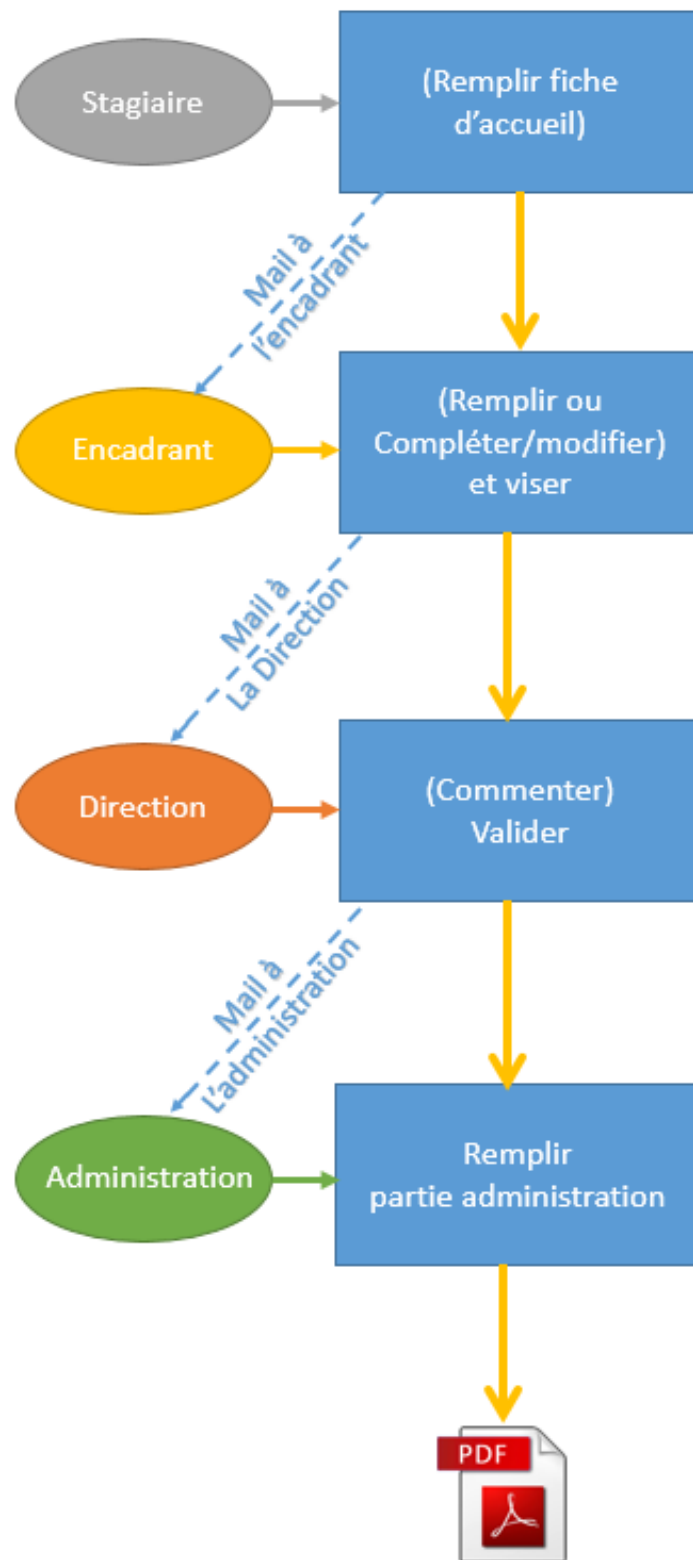 Stagiaire
(Remplir fiche
d'accueil)
Mail à
l'encadrant
Encadrant
(Remplir ou
Compléter/modifier)
et viser
Mail à
La Direction
Direction
(Commenter)
Valider
Mail à
L'administration
Administration
Remplir
partie administration
PDF